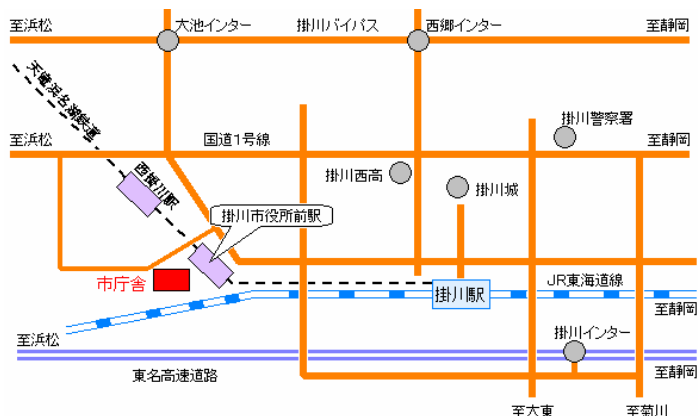 至浜松
大池インター
掛川バイパス
西郷インター
至静岡
天竜浜名湖鉄道
至浜松
国道1号線
掛川警察署
至静岡
西掛川駅
掛川西高
掛川城
掛川市役所前駅
市庁舎
掛川駅
JR東海道線
至静岡
至浜松
掛川インター
東名高速道路
至静岡
至大東
至菊川